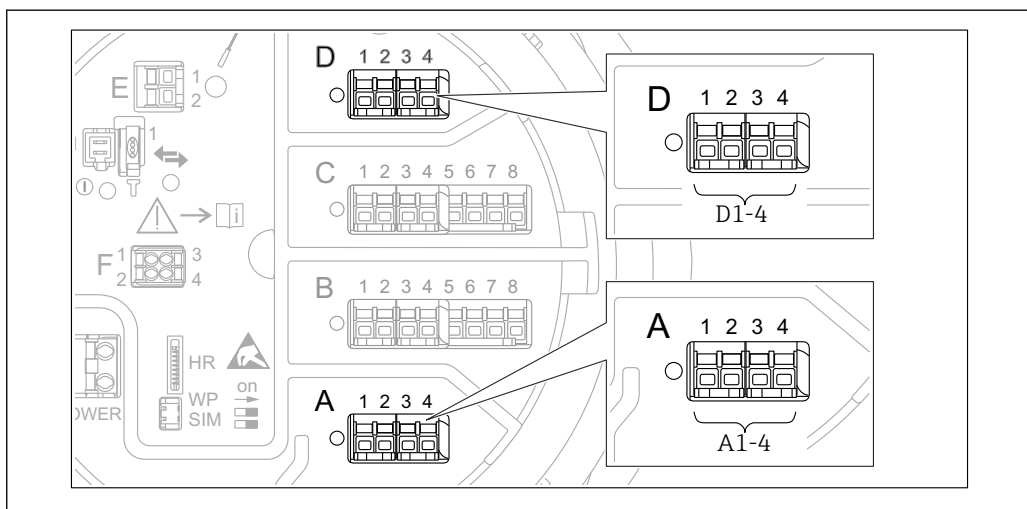 D 1 2 3 4
E 1
2
1
C 1 2 3 4 5 6 7 8
i
F 1 3
2 4
B 1 2 3 4 5 6 7 8
HR
WP on
SIM
OWER
A 1 2 3 4
D 1 2 3 4
D1-4
A 1 2 3 4
A1-4